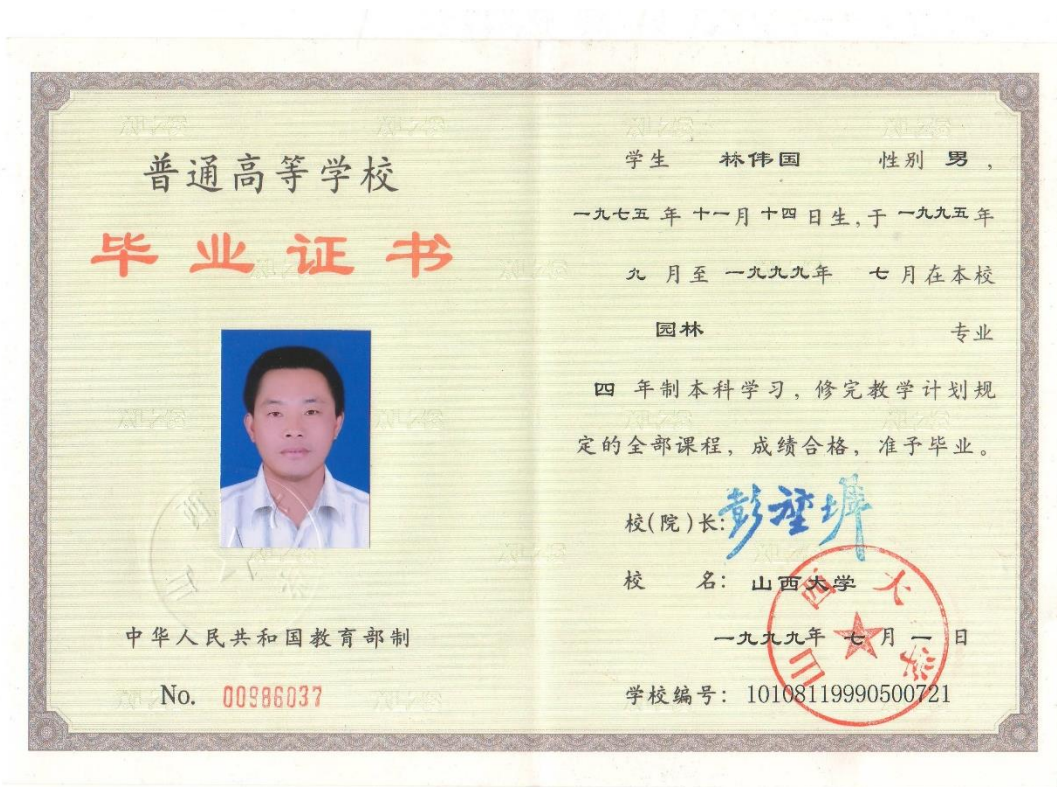 普通高等学校
毕业证书
中华人民共和国教育部制
No. 00986037
学生 林伟国 性别 男,
一九七五 年 十一月 十四 日生,于 一九九五年
九 月至 一九九九年 七月在本校
园林 专业
四 年制本科学习, 修完教学计划规
定的全部课程, 成绩合格, 准予毕业。
校(院)长:
校 名: 山西大学
一九九九年 七月 一 日
学校编号: 10108119990500721
山西大学